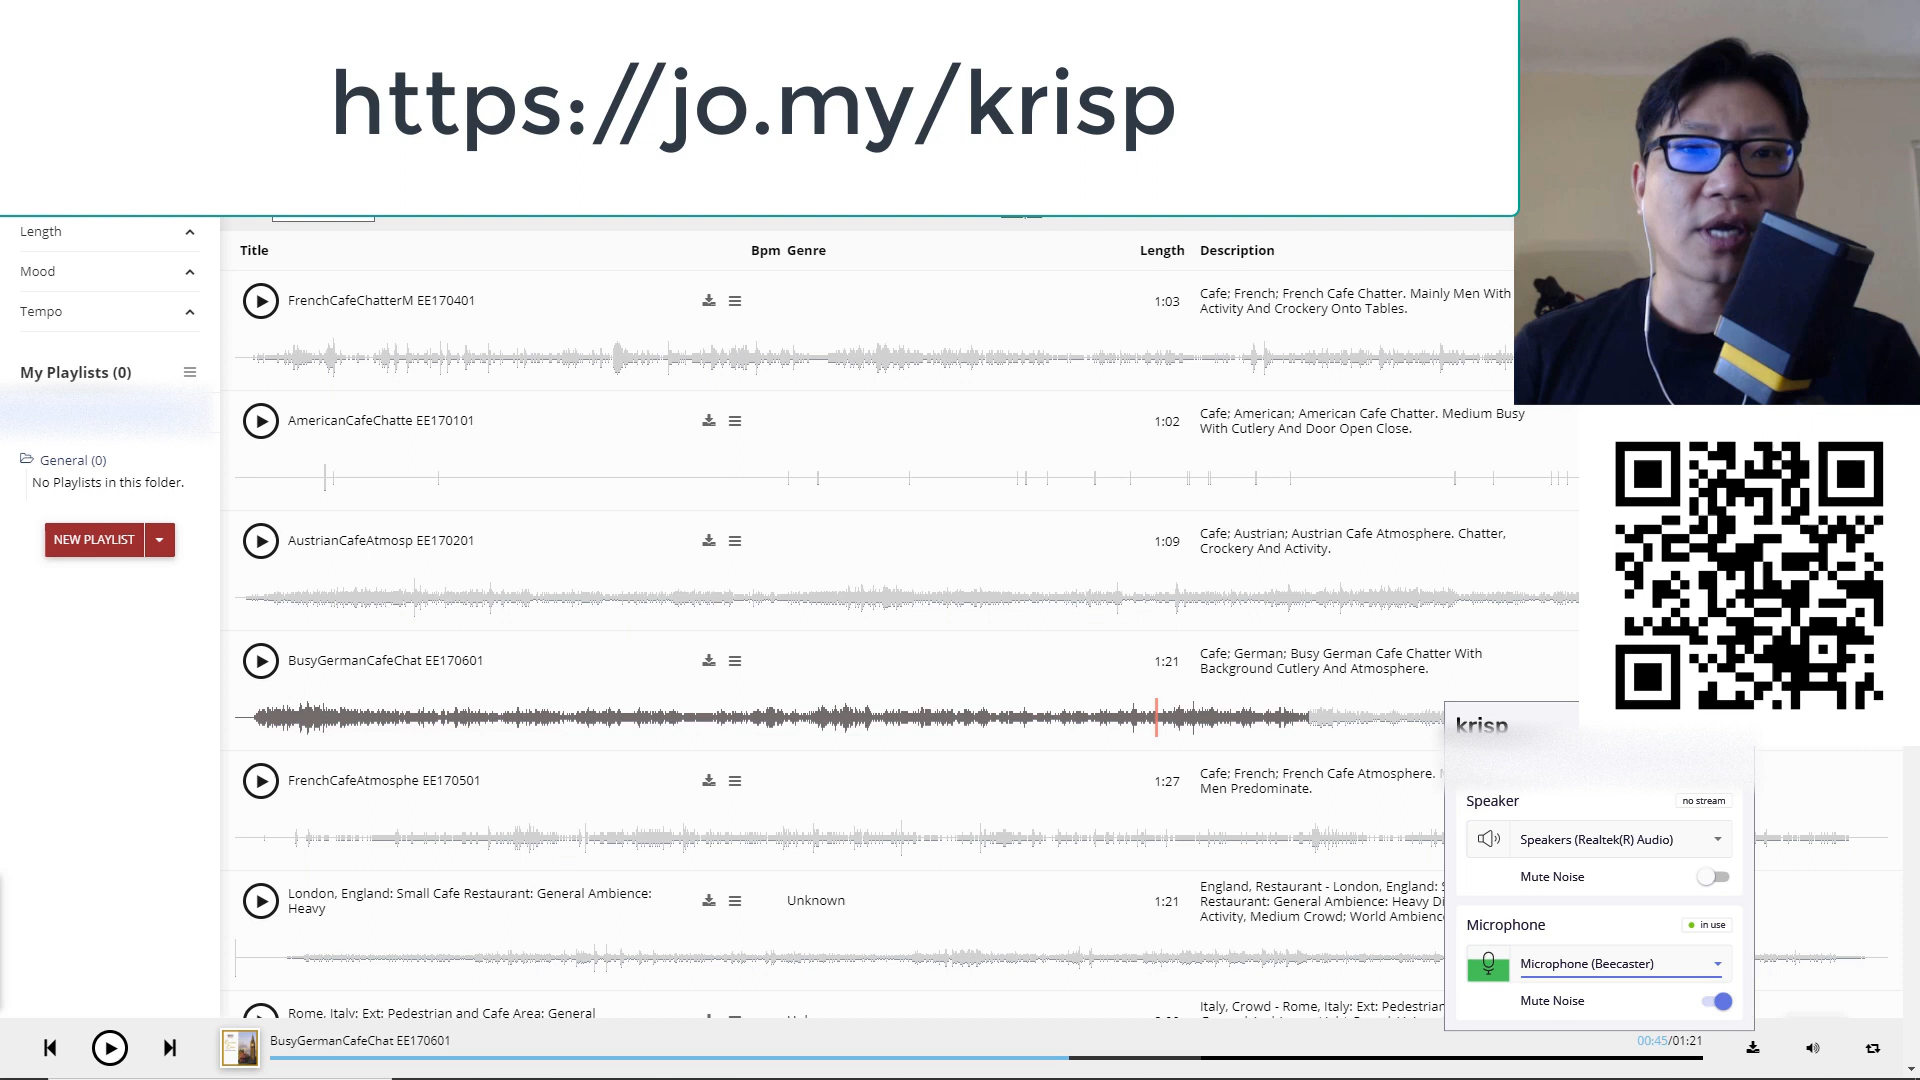 https://jo.my/krisp
Length
Mood
Tempo
My Playlists (0)
General (0)
No Playlists in this folder.
NEW PLAYLIST
Title Bpm Genre Length Description
FrenchCafeChatterM EE170401 1:03
Cafe; French; French Cafe Chatter. Mainly Men With
Activity And Crockery Onto Tables.
AmericanCafeChatte EE170101 1:02
Cafe; American; American Cafe Chatter. Medium Busy
With Cutlery And Door Open Close.
AustrianCafeAtmosp EE170201 1:09
Cafe; Austrian; Austrian Cafe Atmosphere. Chatter,
Crockery And Activity.
BusyGermanCafeChat EE170601 1:21
Cafe; German; Busy German Cafe Chatter With
Background Cutlery And Atmosphere.
FrenchCafeAtmosphe EE170501 1:27
Cafe; French; French Cafe Atmosphere.
Men Predominate.
London, England: Small Cafe Restaurant: General Ambience:
Heavy
Unknown 1:21
England, Restaurant - London, England:
Restaurant: General Ambience: Heavy
Activity, Medium Crowd; World Ambience
Rome, Italy: Ext: Pedestrian and Cafe Area: General
Italy, Crowd - Rome, Italy: Ext: Pedestrian
krisp
Speaker no stream
Speakers (Realtek(R) Audio)
Mute Noise
Microphone in use
Microphone (Beecaster)
Mute Noise
BusyGermanCafeChat EE170601
00:45/01:21